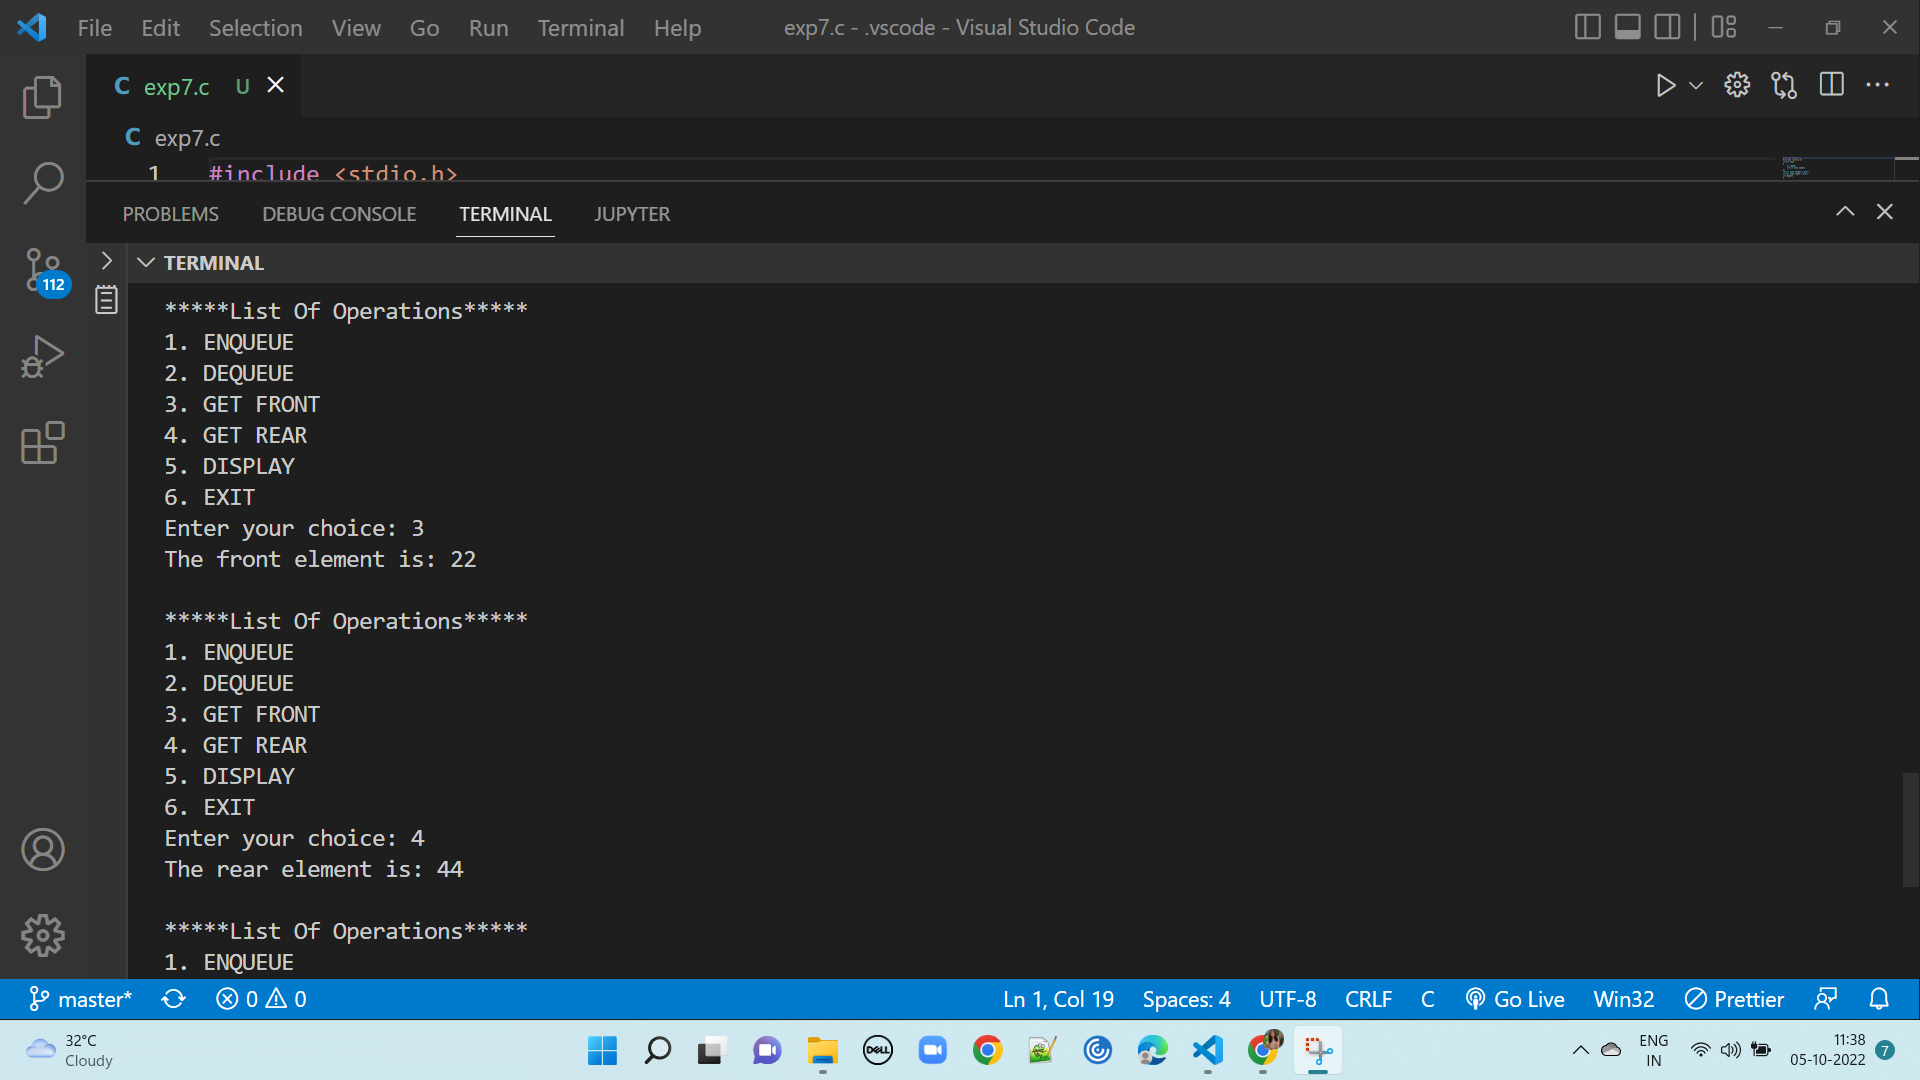 File Edit Selection View Go Run Terminal Help exp7.c - .vscode - Visual Studio Code
C exp7.c U
C exp7.c
1 #include <stdio.h>
PROBLEMS DEBUG CONSOLE TERMINAL JUPYTER
TERMINAL
112
*****List Of Operations*****
1. ENQUEUE
2. DEQUEUE
3. GET FRONT
4. GET REAR
5. DISPLAY
6. EXIT
Enter your choice: 3
The front element is: 22
*****List Of Operations*****
1. ENQUEUE
2. DEQUEUE
3. GET FRONT
4. GET REAR
5. DISPLAY
6. EXIT
Enter your choice: 4
The rear element is: 44
*****List Of Operations*****
1. ENQUEUE
master* 0 0 Ln 1, Col 19 Spaces: 4 UTF-8 CRLF C Go Live Win32 Prettier
32°C
Cloudy
DELL
ENG
IN
11:38
05-10-2022
7